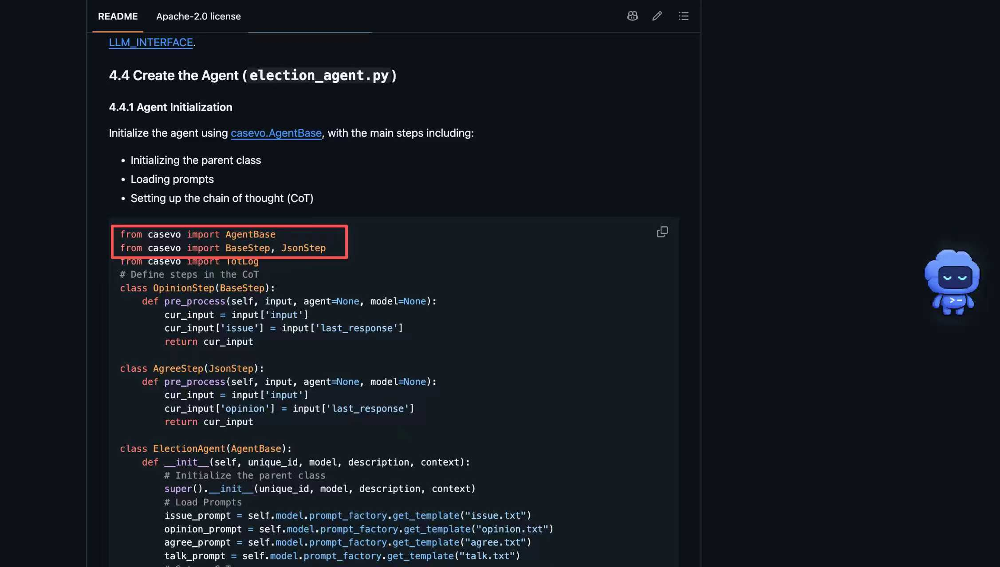 README
Apache-2.0 license
LLM_INTERFACE.
4.4 Create the Agent (election_agent.py)
4.4.1 Agent Initialization
Initialize the agent using casevo.AgentBase, with the main steps including:
• Initializing the parent class
• Loading prompts
• Setting up the chain of thought (CoT)
from casevo import AgentBase
from casevo import BaseStep, JsonStep
from casevo import TotLog
# Define steps in the CoT
class OpinionStep(BaseStep):
    def pre_process(self, input, agent=None, model=None):
        cur_input = input['input']
        cur_input['issue'] = input['last_response']
        return cur_input
class AgreeStep(JsonStep):
    def pre_process(self, input, agent=None, model=None):
        cur_input = input['input']
        cur_input['opinion'] = input['last_response']
        return cur_input
class ElectionAgent(AgentBase):
    def __init__(self, unique_id, model, description, context):
        # Initialize the parent class
        super().__init__(unique_id, model, description, context)
        # Load Prompts
        issue_prompt = self.model.prompt_factory.get_template("issue.txt")
        opinion_prompt = self.model.prompt_factory.get_template("opinion.txt")
        agree_prompt = self.model.prompt_factory.get_template("agree.txt")
        talk_prompt = self.model.prompt_factory.get_template("talk.txt")